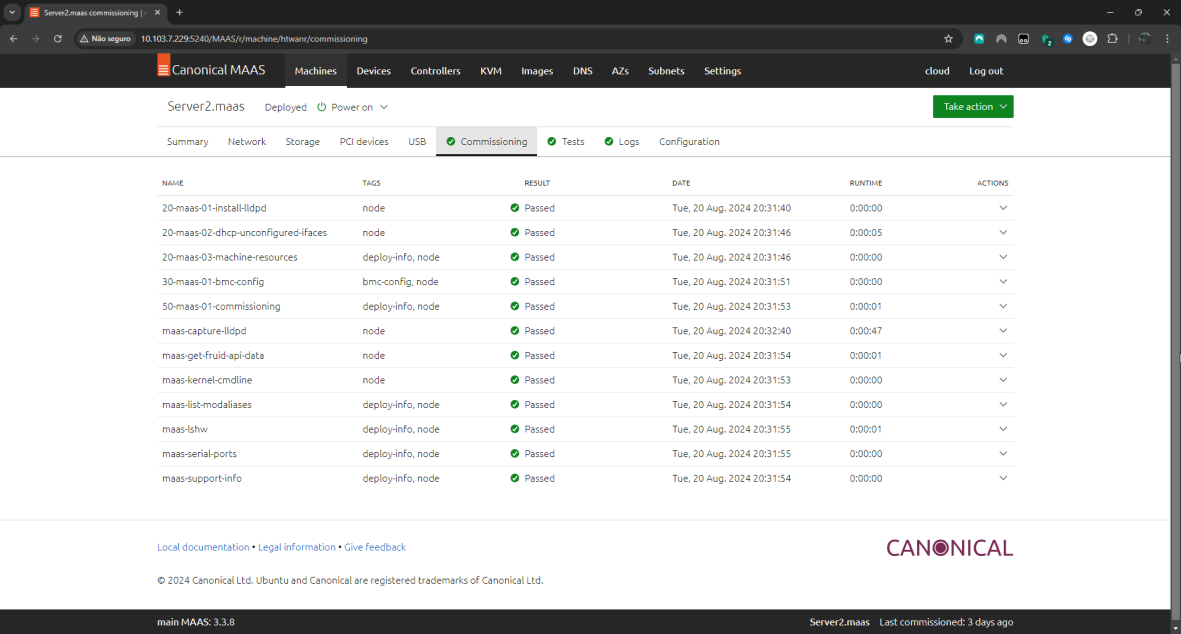 Server2.maas commissioning |
Não seguro 10.103.7.229:5240/MAAS/r/machine/htwanr/commissioning
2
Canonical MAAS Machines Devices Controllers KVM Images DNS AZs Subnets Settings cloud Log out
Server2.maas Deployed Power on Take action
Summary Network Storage PCI devices USB Commissioning Tests Logs Configuration
NAME TAGS RESULT DATE RUNTIME ACTIONS
20-maas-01-install-lldpd node Passed Tue, 20 Aug. 2024 20:31:40 0:00:00
20-maas-02-dhcp-unconfigured-ifaces node Passed Tue, 20 Aug. 2024 20:31:46 0:00:05
20-maas-03-machine-resources deploy-info, node Passed Tue, 20 Aug. 2024 20:31:46 0:00:00
30-maas-01-bmc-config bmc-config, node Passed Tue, 20 Aug. 2024 20:31:51 0:00:00
50-maas-01-commissioning deploy-info, node Passed Tue, 20 Aug. 2024 20:31:53 0:00:01
maas-capture-lldpd node Passed Tue, 20 Aug. 2024 20:32:40 0:00:47
maas-get-fruid-api-data node Passed Tue, 20 Aug. 2024 20:31:54 0:00:01
maas-kernel-cmdline node Passed Tue, 20 Aug. 2024 20:31:53 0:00:00
maas-list-modaliases deploy-info, node Passed Tue, 20 Aug. 2024 20:31:54 0:00:00
maas-lshw deploy-info, node Passed Tue, 20 Aug. 2024 20:31:55 0:00:01
maas-serial-ports deploy-info, node Passed Tue, 20 Aug. 2024 20:31:55 0:00:00
maas-support-info deploy-info, node Passed Tue, 20 Aug. 2024 20:31:54 0:00:00
Local documentation • Legal information • Give feedback CANONICAL
© 2024 Canonical Ltd. Ubuntu and Canonical are registered trademarks of Canonical Ltd.
main MAAS: 3.3.8 Server2.maas Last commissioned: 3 days ago